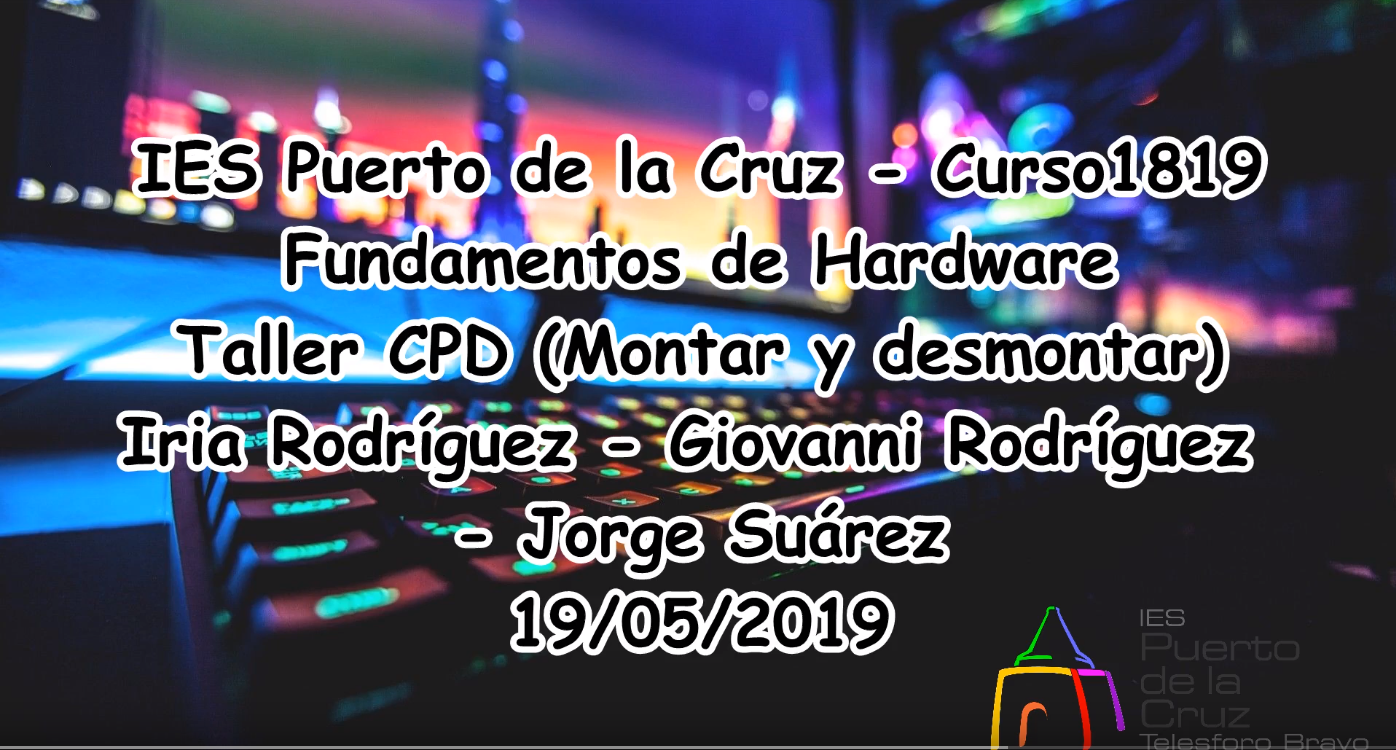 IES Puerto de la Cruz - Curso1819
Fundamentos de Hardware
Taller CPD (Montar y desmontar)
Iria Rodríguez - Giovanni Rodríguez
- Jorge Suárez
19/05/2019
IES
Puerto
de la
Cruz
Telesforo Bravo